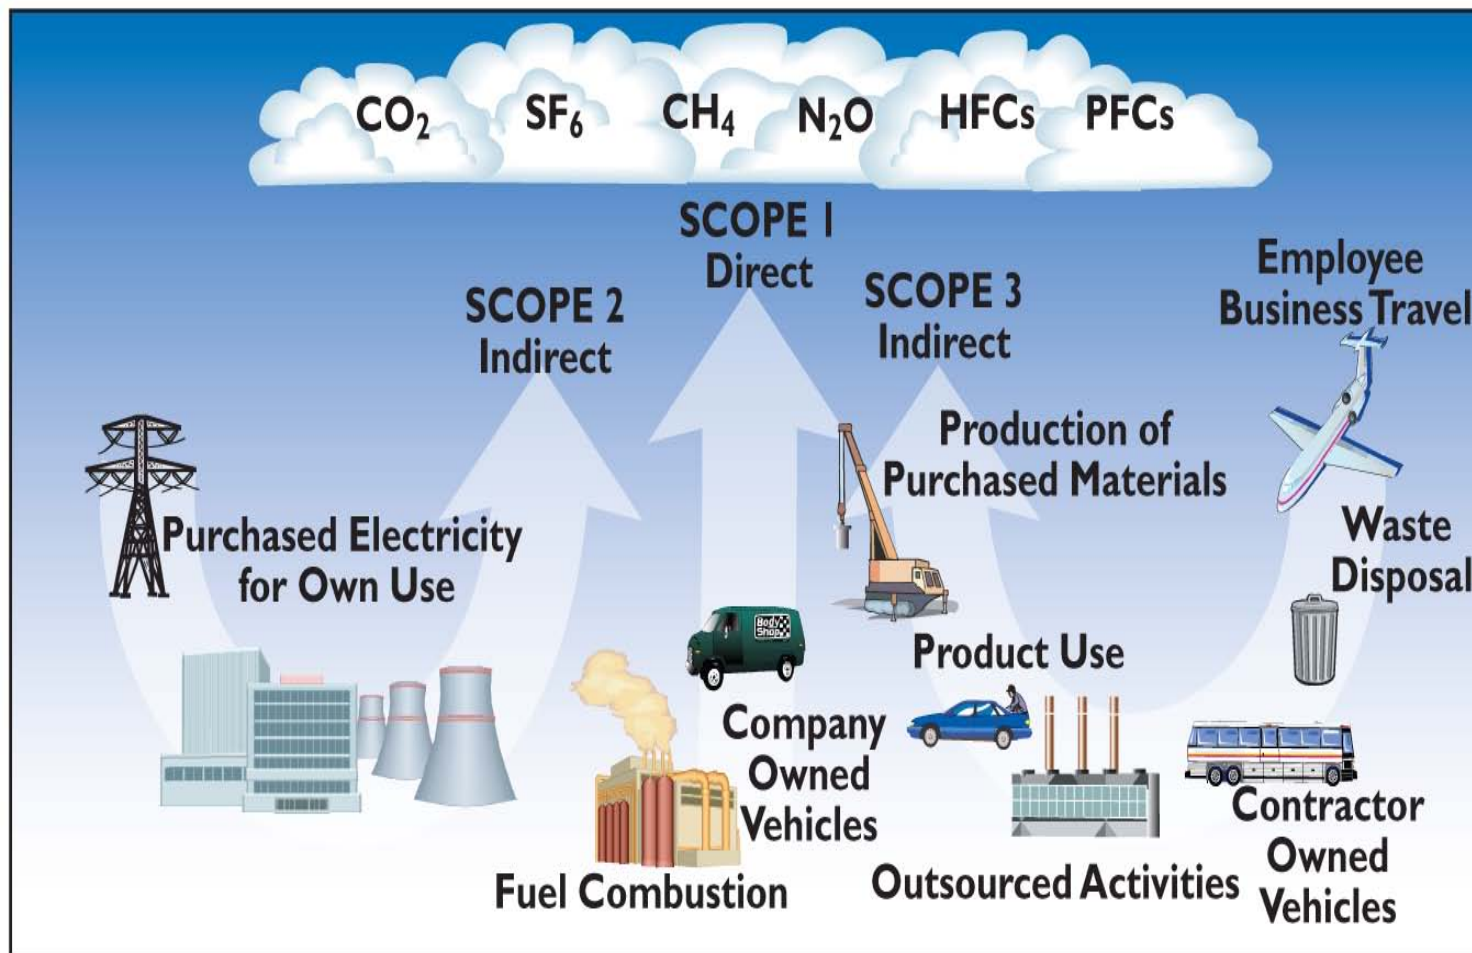 CO₂ SF₆ CH₄ N₂O HFCs PFCs
SCOPE 1
Direct
SCOPE 2
Indirect
SCOPE 3
Indirect
Employee
Business Travel
Production of
Purchased Materials
Purchased Electricity
for Own Use
Waste
Disposal
Body
Shop
Product Use
Company
Owned
Vehicles
Contractor
Owned
Vehicles
Fuel Combustion
Outsourced Activities